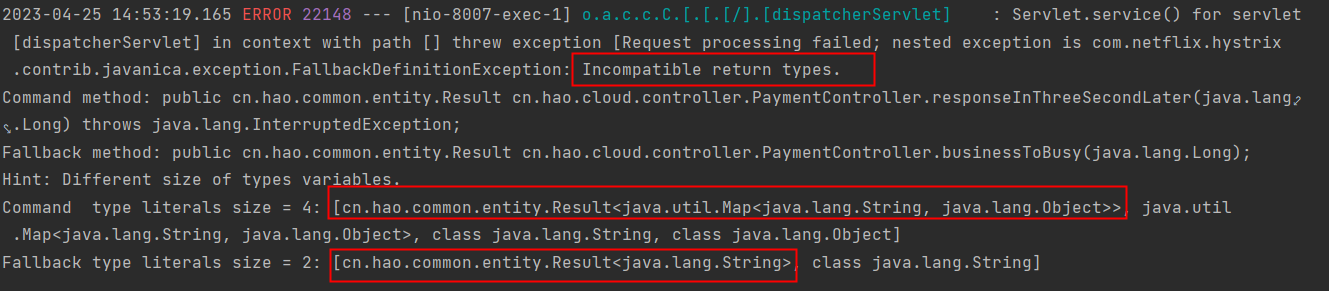 2023-04-25 14:53:19.165 ERROR 22148 --- [nio-8007-exec-1] o.a.c.c.C.[.[.[/].[dispatcherServlet]    : Servlet.service() for servlet
[dispatcherServlet] in context with path [] threw exception [Request processing failed; nested exception is com.netflix.hystrix
.contrib.javanica.exception.FallbackDefinitionException: Incompatible return types.
Command method: public cn.hao.common.entity.Result cn.hao.cloud.controller.PaymentController.responseInThreeSecondLater(java.lang
.Long) throws java.lang.InterruptedException;
Fallback method: public cn.hao.common.entity.Result cn.hao.cloud.controller.PaymentController.businessToBusy(java.lang.Long);
Hint: Different size of types variables.
Command  type literals size = 4: [cn.hao.common.entity.Result<java.util.Map<java.lang.String, java.lang.Object>>, java.util
.Map<java.lang.String, java.lang.Object>, class java.lang.String, class java.lang.Object]
Fallback type literals size = 2: [cn.hao.common.entity.Result<java.lang.String>, class java.lang.String]